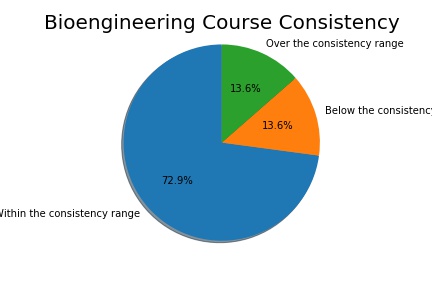 Bioengineering Course Consistency
Over the consistency range
13.6%
Below the consistency
13.6%
72.9%
Within the consistency range